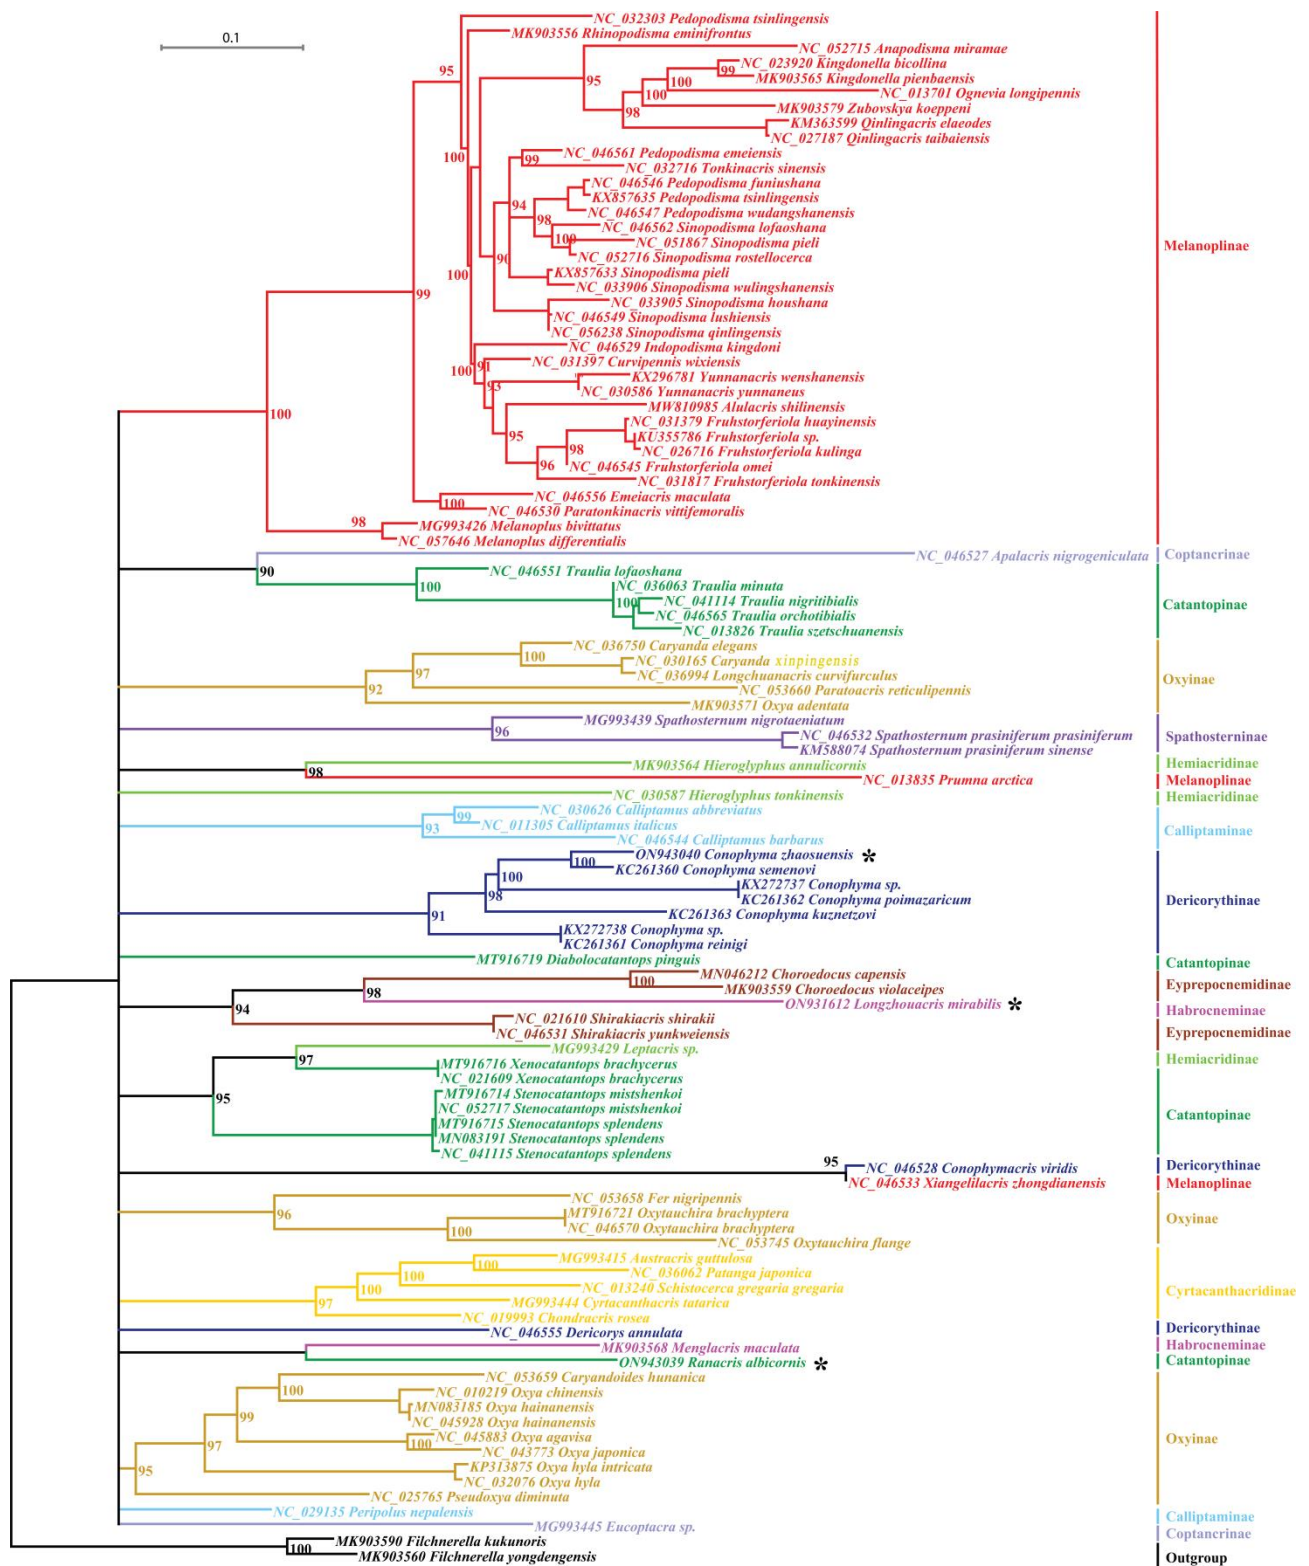 0.1
NC_032303 Pedopodisma tsinlingensis
MK903556 Rhinopodisma eminifrontus
NC_052715 Anapodisma miramae
95
NC_023920 Kingdonella bicollina
99
95
100
MK903565 Kingdonella pienbaensis
100
NC_013701 Ognevia longipennis
98
MK903579 Zubovskya koeppeni
KM363599 Qinlingacris elaeodes
NC_027187 Qinlingacris taibaiensis
100
NC_046561 Pedopodisma emeiensis
99
NC_032716 Tonkinacris sinensis
NC_046546 Pedopodisma funiushana
KX857635 Pedopodisma tsinlingensis
94
NC_046547 Pedopodisma wudangshanensis
98
NC_046562 Sinopodisma lofaoshana
100
NC_051867 Sinopodisma pieli
Melanoplinae
NC_052716 Sinopodisma rostellocerca
96
100
KX857633 Sinopodisma pieli
NC_033906 Sinopodisma wulingshanensis
99
NC_033905 Sinopodisma houshana
NC_046549 Sinopodisma lushiensis
NC_056238 Sinopodisma qinlingensis
NC_046529 Indopodisma kingdoni
100
91
NC_031397 Curvipennis wixiensis
93
KX296781 Yunnanacris wenshanensis
NC_030586 Yunnanacris yunnaneus
MW810985 Alulacris shilinensis
100
NC_031379 Fruhstorferiola huayinensis
95
KU355786 Fruhstorferiola sp.
98
NC_026716 Fruhstorferiola kulinga
96
NC_046545 Fruhstorferiola omei
NC_031817 Fruhstorferiola tonkinensis
NC_046556 Emeiacris maculata
100
NC_046530 Paratonkinacris vittifemoralis
98
MG993426 Melanoplus bivittatus
NC_057646 Melanoplus differentialis
NC_046527 Apalacris nigrogeniculata
Coptancrinae
90
NC_046551 Traulia lofaoshana
100
NC_036063 Traulia minuta
100
NC_041114 Traulia nigritibialis
Catantopinae
NC_046565 Traulia orchotibialis
NC_013826 Traulia szetschuanensis
NC_036750 Caryanda elegans
100
NC_030165 Caryanda xinpingensis
97
NC_036994 Longchuanacris curvifurculus
Oxyinae
92
NC_053660 Paratoacris reticulipennis
MK903571 Oxya adentata
MG993439 Spathosternum nigrotaeniatum
96
NC_046532 Spathosternum prasiniferum prasiniferum
Spathosterninae
KM588074 Spathosternum prasiniferum sinense
MK903564 Hieroglyphus annulicornis
Hemiacridinae
98
NC_013835 Prumna arctica
Melanoplinae
NC_030587 Hieroglyphus tonkinensis
Hemiacridinae
NC_030626 Calliptamus abbreviatus
99
93
NC_011305 Calliptamus italicus
Calliptaminae
NC_046544 Calliptamus barbarus
ON943040 Conophyma zhaosuensis *
100
KC261360 Conophyma semenovi
100
KX272737 Conophyma sp.
98
KC261362 Conophyma poimazaricum
Dericorythinae
91
KC261363 Conophyma kuznetzovi
KX272738 Conophyma sp.
KC261361 Conophyma reinigi
MT916719 Diabolocatantops pinguis
Catantopinae
MN046212 Choroedocus capensis
100
Eyprepocnemidinae
98
MK903559 Choroedocus violaceipes
94
ON931612 Longzhouacris mirabilis *
Habrocneminae
NC_021610 Shirakiacris shirakii
Eyprepocnemidinae
NC_046531 Shirakiacris yunkweiensis
MG993429 Leptacris sp.
Hemiacridinae
97
MT916716 Xenocatantops brachycerus
NC_021609 Xenocatantops brachycerus
95
MT916714 Stenocatantops mistshenkoi
NC_052717 Stenocatantops mistshenkoi
Catantopinae
MT916715 Stenocatantops splendens
MN083191 Stenocatantops splendens
NC_041115 Stenocatantops splendens
95
NC_046528 Conophymacris viridis
Dericorythinae
NC_046533 Xiangelilacris zhongdianensis
Melanoplinae
NC_053658 Fer nigripennis
96
MT916721 Oxytauchira brachyptera
Oxyinae
100
NC_046570 Oxytauchira brachyptera
NC_053745 Oxytauchira flange
MG993415 Austracris guttulosa
100
100
NC_036062 Patanga japonica
100
NC_013240 Schistocerca gregaria gregaria
Cyrtacanthacridinae
97
MG993444 Cyrtacanthacris tatarica
NC_019993 Chondracris rosea
NC_046555 Dericorys annulata
Dericorythinae
MK903568 Menglacris maculata
Habrocneminae
ON943039 Ranacris albicornis *
Catantopinae
NC_053659 Caryandoides hunanica
100
NC_010219 Oxya chinensis
99
MN083185 Oxya hainanensis
NC_045928 Oxya hainanensis
97
NC_045883 Oxya agavisa
Oxyinae
100
NC_043773 Oxya japonica
95
KP313875 Oxya hyla intricata
NC_032076 Oxya hyla
NC_025765 Pseudoxya diminuta
NC_029135 Peripolus nepalensis
Calliptaminae
MG993445 Eucoptacra sp.
Coptancrinae
MK903590 Filchnerella kukunoris
100
MK903560 Filchnerella yongdengensis
Outgroup